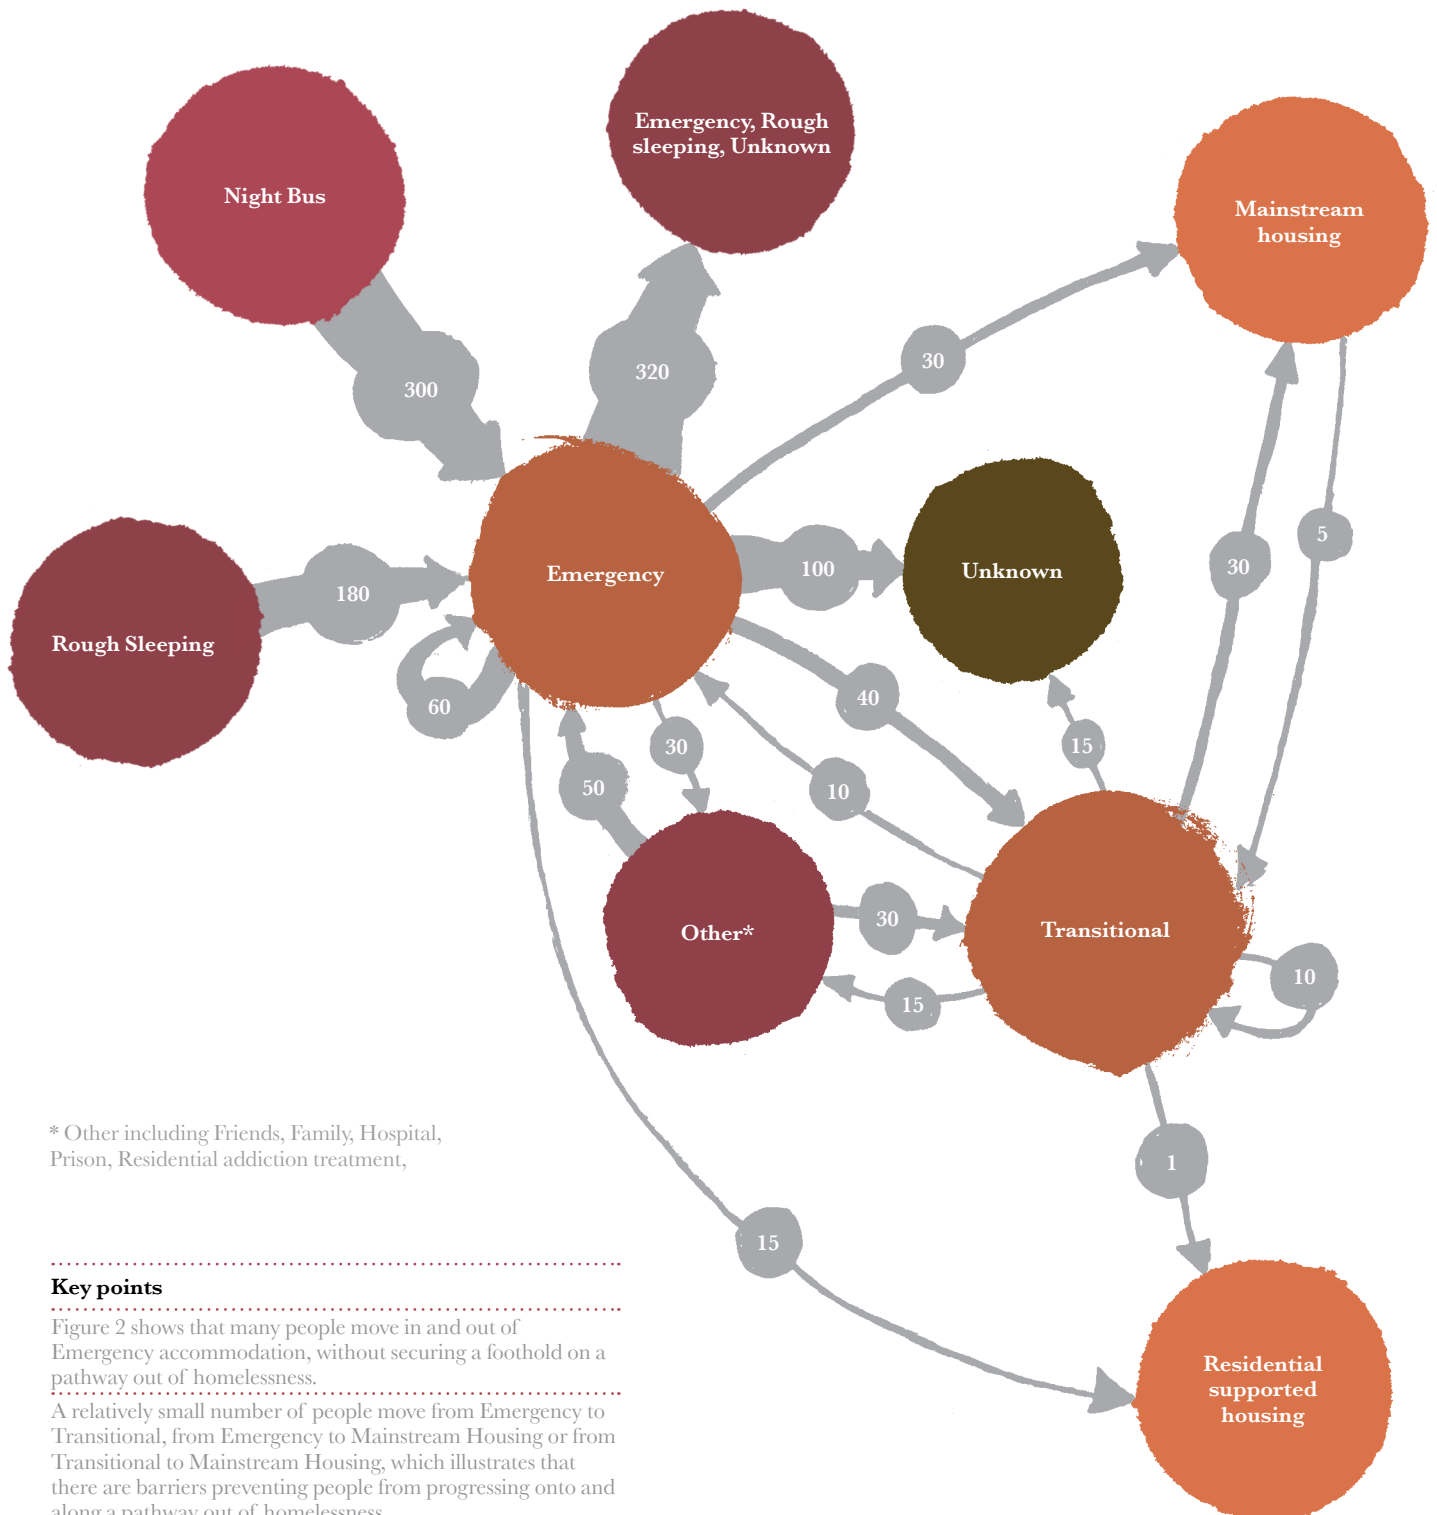 Emergency, Rough
sleeping, Unknown
Night Bus
Mainstream
housing
30
320
300
5
30
100
Unknown
Emergency
180
Rough Sleeping
40
60
30
15
50
10
30
Other*
Transitional
10
15
* Other including Friends, Family, Hospital,
Prison, Residential addiction treatment,
1
15
Key points
Figure 2 shows that many people move in and out of
Emergency accommodation, without securing a foothold on a
pathway out of homelessness.
A relatively small number of people move from Emergency to
Transitional, from Emergency to Mainstream Housing or from
Transitional to Mainstream Housing, which illustrates that
there are barriers preventing people from progressing onto and
along a pathway out of homelessness
Residential
supported
housing